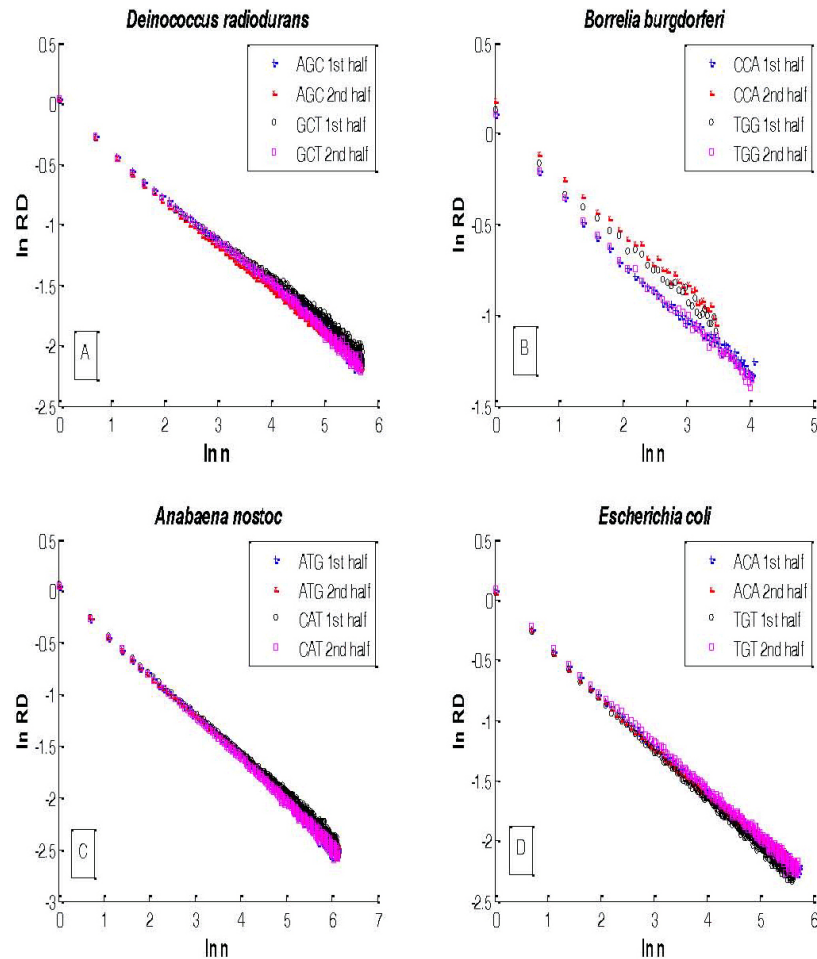 Deinococcus radiodurans
0.5
0
-0.5
-1
-1.5
-2
-2.5
ln RD
AGC 1st half
AGC 2nd half
GCT 1st half
GCT 2nd half
A
0 1 2 3 4 5 6
ln n
Borrelia burgdorferi
0.5
0
-0.5
-1
-1.5
ln RD
CCA 1st half
CCA 2nd half
TGG 1st half
TGG 2nd half
B
0 1 2 3 4 5
ln n
Anabaena nostoc
0.5
0
-0.5
-1
-1.5
-2
-2.5
-3
ln RD
ATG 1st half
ATG 2nd half
CAT 1st half
CAT 2nd half
C
0 1 2 3 4 5 6 7
ln n
Escherichia coli
0.5
0
-0.5
-1
-1.5
-2
-2.5
ln RD
ACA 1st half
ACA 2nd half
TGT 1st half
TGT 2nd half
D
0 1 2 3 4 5 6
ln n